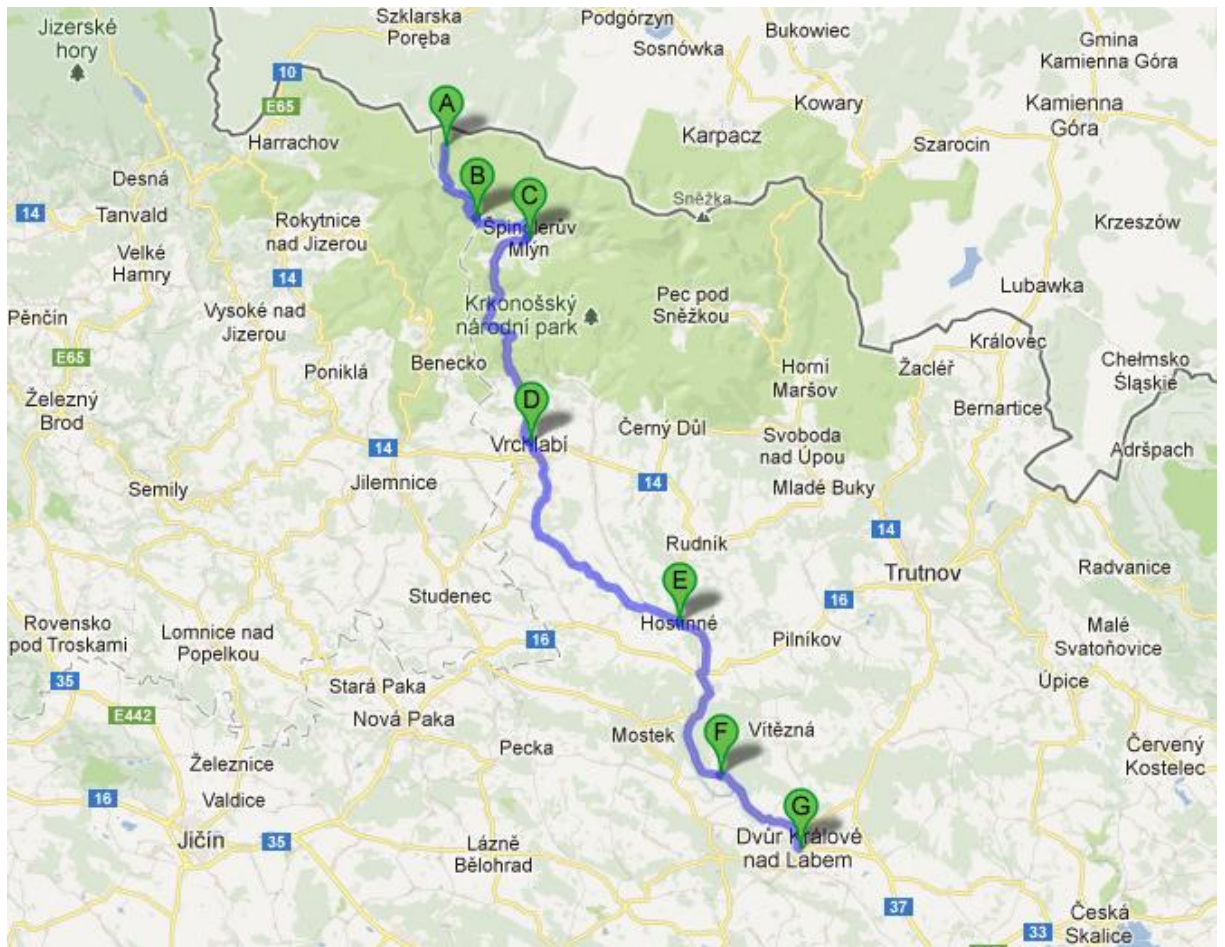 Jizerské
hory
Szklarska
Poręba
Podgórzyn
Sosnówka
Bukowiec
Gmina
Kamienna Góra
10
E65
A
Kowary
Kamienna
Góra
Harrachov
Karpacz
Szarocin
Desná
B
C
Sněžka
14
Tanvald
Rokytnice
nad Jizerou
Špindlerův
Mlýn
Krzeszów
Velké
Hamry
14
Lubawka
Pěnčín
Vysoké nad
Jizerou
Krkonošský
národní park
Pec pod
Sněžkou
Královec
E65
Poniklá
Benecko
Horní
Maršov
Žacléř
Chełmsko
Śląskie
Železný
Brod
D
Bernartice
14
Vrchlabí
Černý Důl
Svoboda
nad Úpou
Adršpach
Semily
Jilemnice
14
Mladé Buky
14
Rudník
Trutnov
Radvanice
Studenec
E
16
Rovensko
pod Troskami
Lomnice nad
Popelkou
16
Hostinné
Pilníkov
Malé
Svatoňovice
35
Stará Paka
Úpice
E442
Nová Paka
Mostek
F
Vítězná
Pecka
Červený
Kostelec
Železnice
16
Valdice
G
Jičín
35
Lázně
Bělohrad
Dvůr Králové
nad Labem
37
Česká
Skalice
33